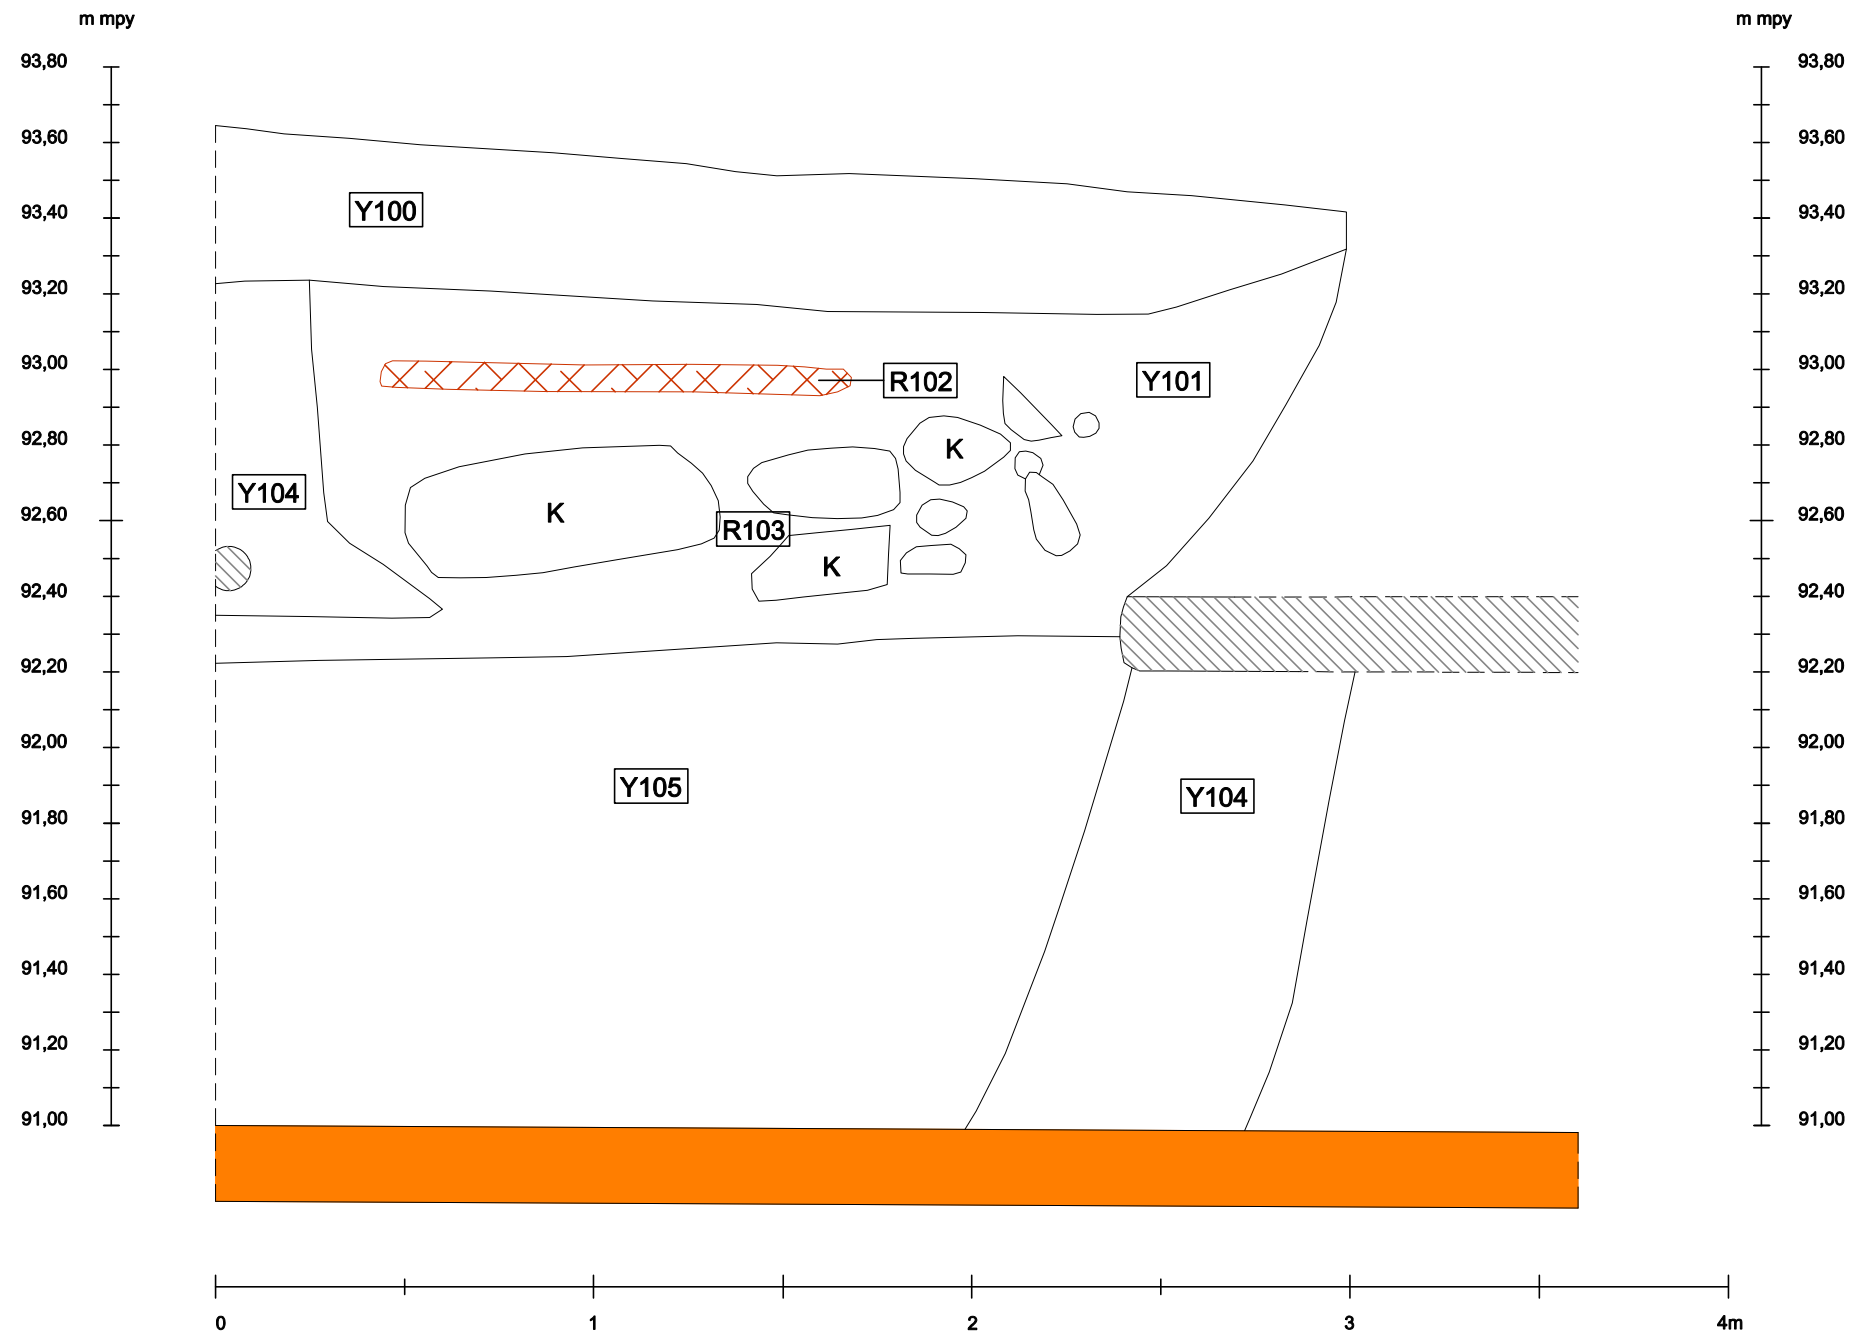 m mpy m mpy
93,80 93,80
93,60 93,60
Y100
93,40 93,40
93,20 93,20
93,00 93,00
R102 Y101
92,80 K 92,80
Y104
92,60 K R103 92,60
K
92,40 92,40
92,20 92,20
92,00 92,00
Y105 Y104
91,80 91,80
91,60 91,60
91,40 91,40
91,20 91,20
91,00 91,00
0 1 2 3 4m